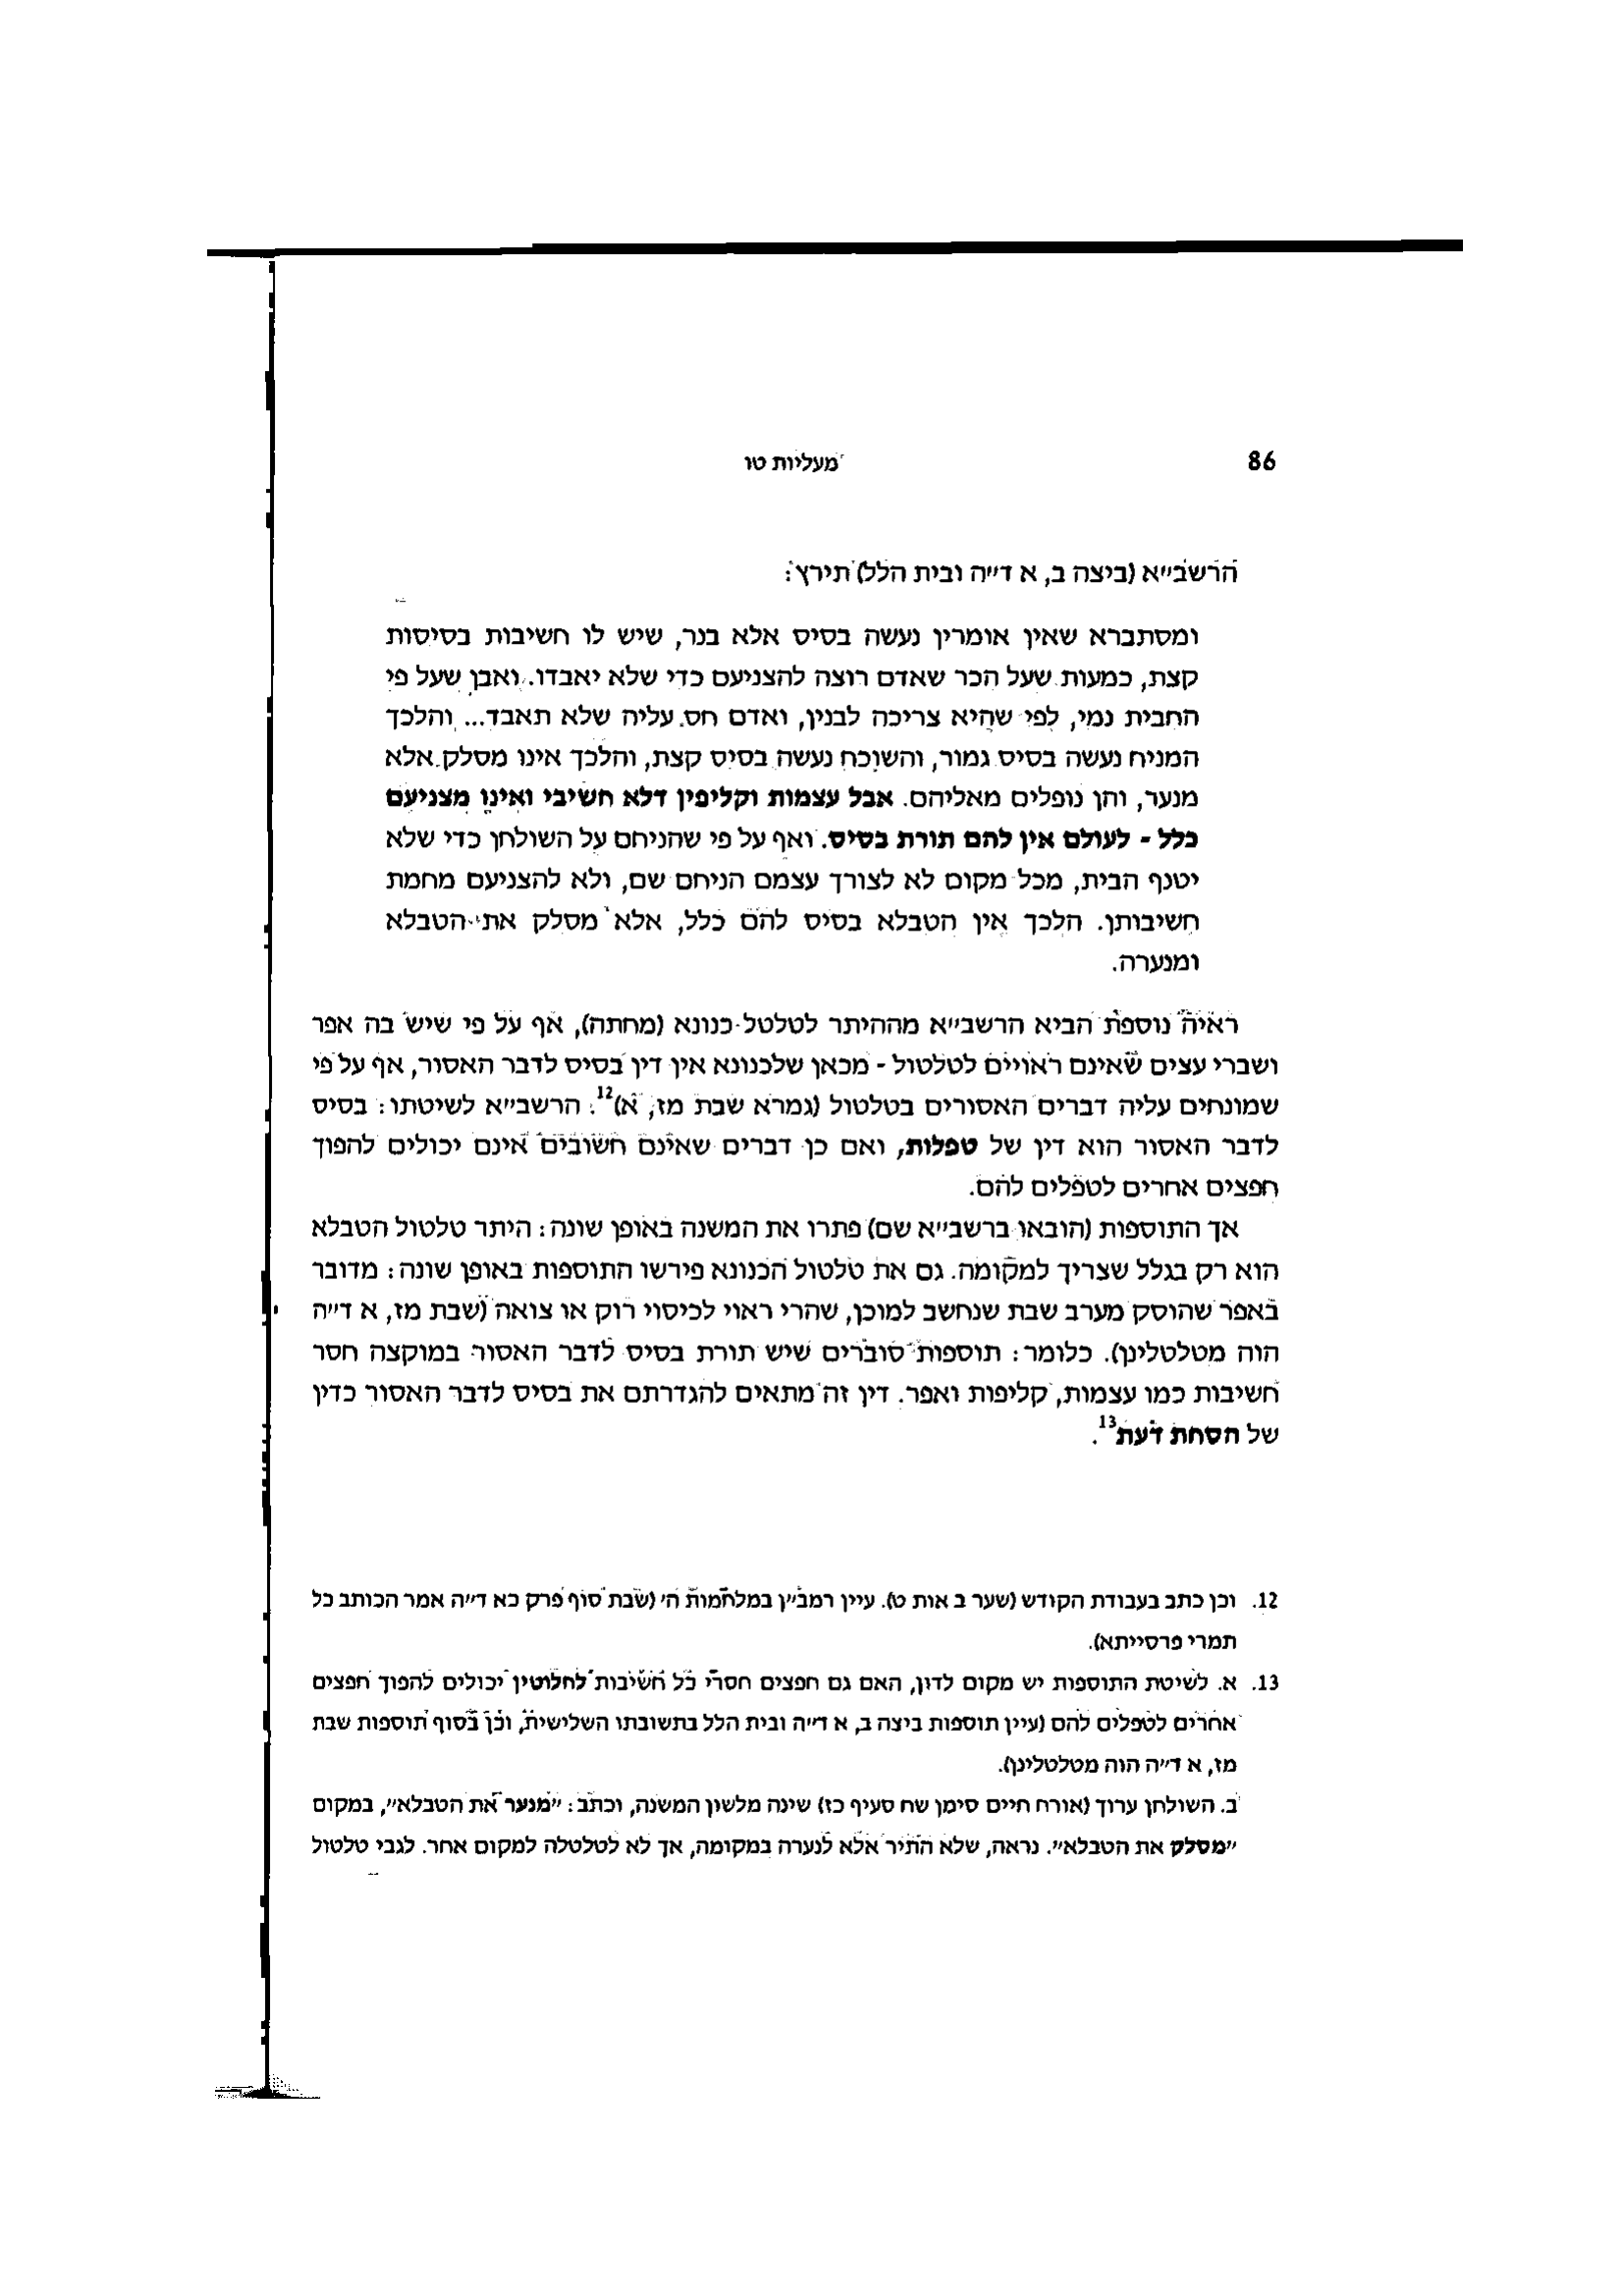 86 מעליות טו
הרשב״א (ביצה ב, א ד״ה ובית הלל) תירץ:
ומסתברא שאין אומרין נעשה בסיס אלא בנר, שיש לו חשיבות בסיסות
קצת, כמעות שעל הכר שאדם רוצה להצניעם כדי שלא יאבדו. ואבן שעל פי
החבית נמי, לפי שהיא צריכה לבנין, ואדם חס עליה שלא תאבד... והלכך
המניח נעשה בסיס גמור, והשוכח נעשה בסיס קצת, והלכך אינו מסלק אלא
מנער, והן נופלים מאליהם. אבל עצמות וקליפין דלא חשיבי ואינו מצניעם
כלל - לעולם אין להם תורת בסיס. ואף על פי שהניחם על השולחן כדי שלא
יטנף הבית, מכל מקום לא לצורך עצמם הניחם שם, ולא להצניעם מחמת
חשיבותן. הלכך אין הטבלא בסיס להם כלל, אלא מסלק את הטבלא
ומנערה.
ראיה נוספת הביא הרשב״א מההיתר לטלטל כנונא (מחתה), אף על פי שיש בה אפר
ושברי עצים שאינם ראויים לטלטול - מכאן שלכנונא אין דין בסיס לדבר האסור, אף על פי
שמונחים עליה דברים האסורים בטלטול (גמרא שבת מז, א)12. הרשב״א לשיטתו: בסיס
לדבר האסור הוא דין של טפלות, ואם כן דברים שאינם חשובים אינם יכולים להפוך
חפצים אחרים לטפלים להם.
אך התוספות (הובאו ברשב״א שם) פתרו את המשנה באופן שונה: היתר טלטול הטבלא
הוא רק בגלל שצריך למקומה. גם את טלטול הכנונא פירשו התוספות באופן שונה: מדובר
באפר שהוסק מערב שבת שנחשב למוכן, שהרי ראוי לכיסוי רוק או צואה (שבת מז, א ד״ה
הוה מטלטלינן). כלומר: תוספות סוברים שיש תורת בסיס לדבר האסור במוקצה חסר
חשיבות כמו עצמות, קליפות ואפר. דין זה מתאים להגדרתם את בסיס לדבר האסור כדין
של הסחת דעת13.
12. וכן כתב בעבודת הקודש (שער ב אות ט). עיין רמב״ן במלחמות ה׳ (שבת סוף פרק כא ד״ה אמר הכותב כל
תמרי פרסייתא).
13. א. לשיטת התוספות יש מקום לדון, האם גם חפצים חסרי כל חשיבות לחלוטין יכולים להפוך חפצים
אחרים לטפלים להם (עיין תוספות ביצה ב, א ד״ה ובית הלל בתשובתו השלישית, וכן בסוף תוספות שבת
מז, א ד״ה הוה מטלטלינן).
ב. השולחן ערוך (אורח חיים סימן שח סעיף כז) שינה מלשון המשנה, וכתב: ״מנער את הטבלא״, במקום
״מסלק את הטבלא״. נראה, שלא התיר אלא לנערה במקומה, אך לא לטלטלה למקום אחר. לגבי טלטול